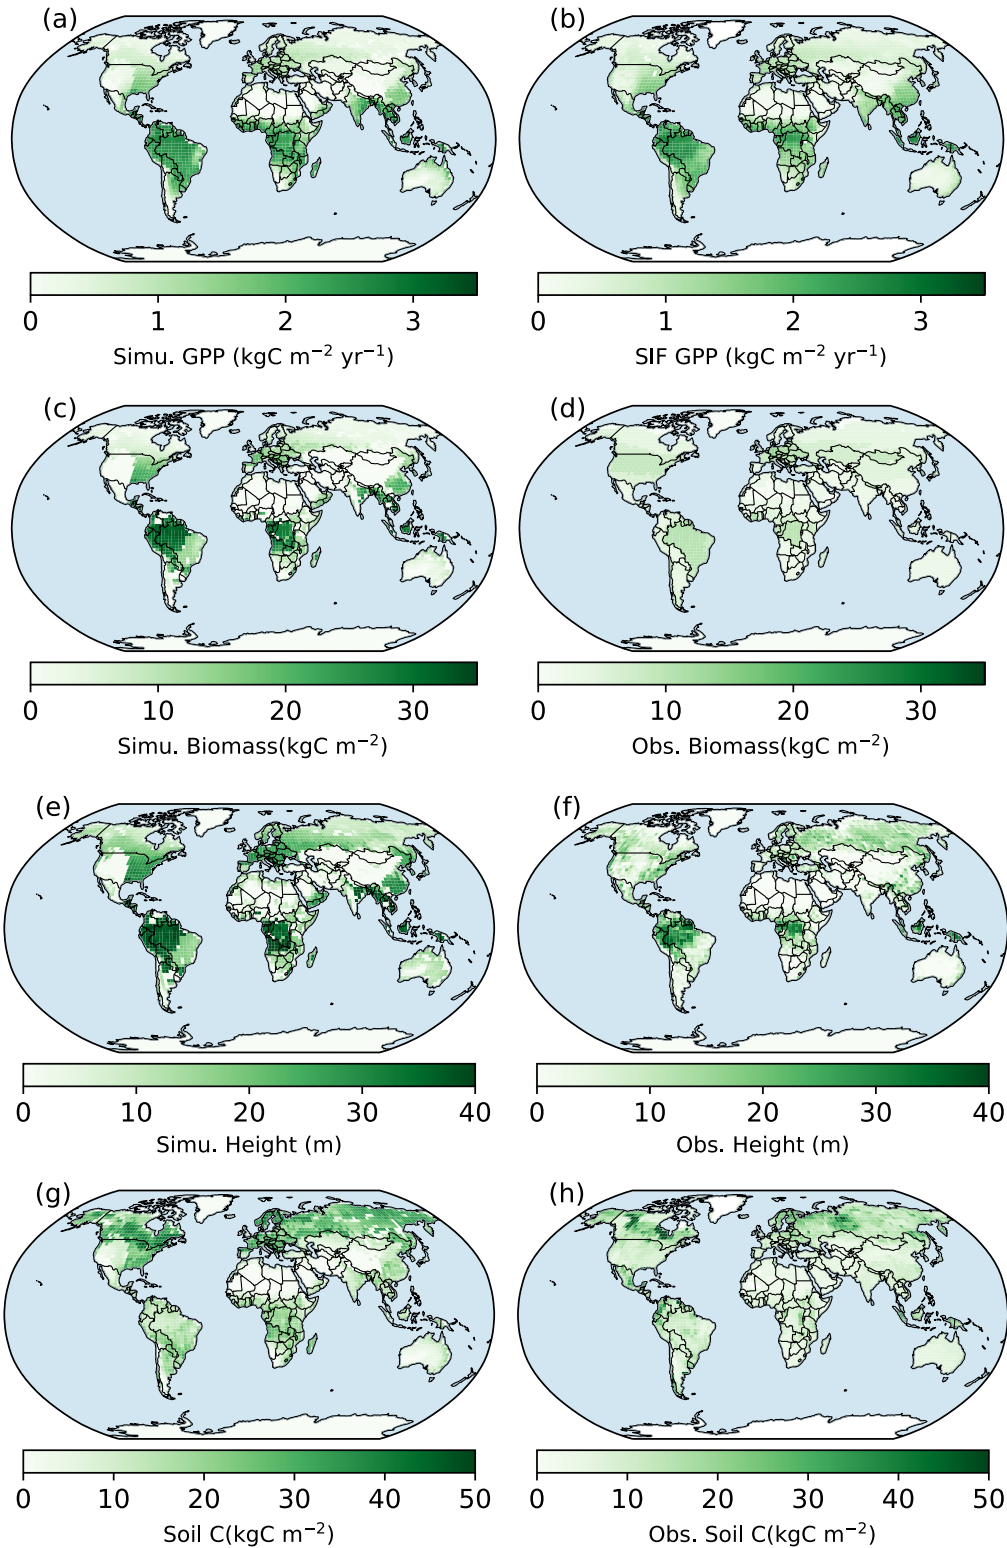 (a) (b)
0 1 2 3 0 1 2 3
Simu. GPP (kgC m⁻² yr⁻¹) SIF GPP (kgC m⁻² yr⁻¹)
(c) (d)
0 10 20 30 0 10 20 30
Simu. Biomass(kgC m⁻²) Obs. Biomass(kgC m⁻²)
(e) (f)
0 10 20 30 40 0 10 20 30 40
Simu. Height (m) Obs. Height (m)
(g) (h)
0 10 20 30 40 50 0 10 20 30 40 50
Soil C(kgC m⁻²) Obs. Soil C(kgC m⁻²)